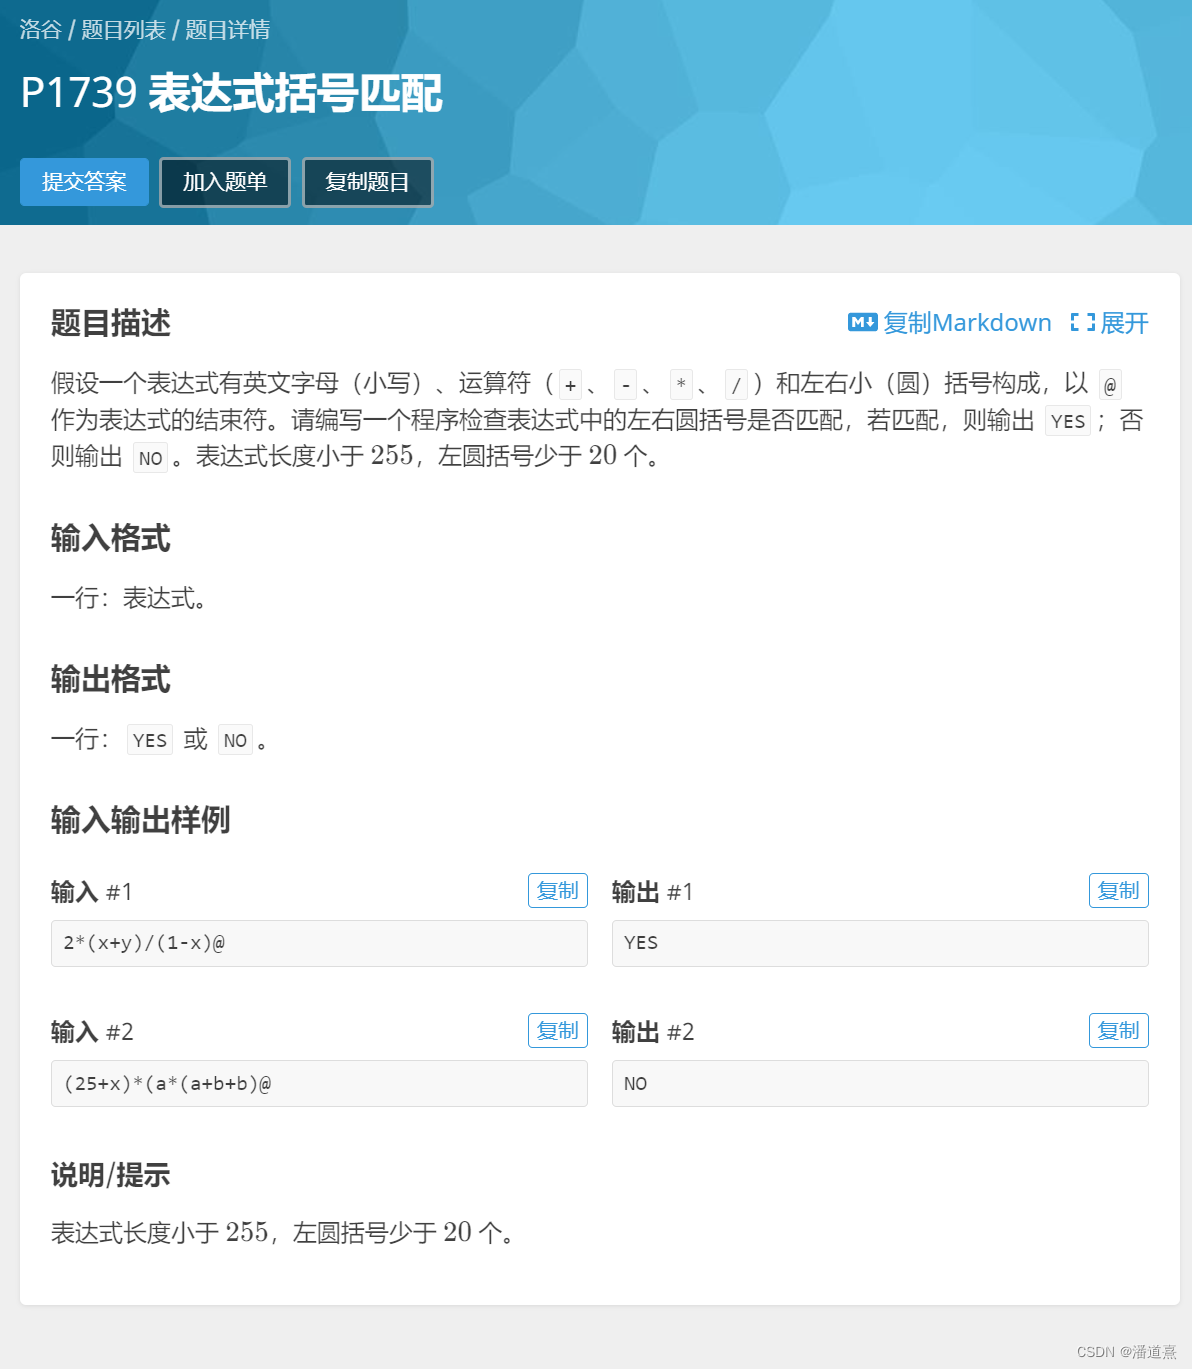 洛谷 / 题目列表 / 题目详情
P1739 表达式括号匹配
提交答案 加入题单 复制题目
题目描述 复制Markdown 展开
假设一个表达式有英文字母（小写）、运算符（ + 、 - 、 * 、 / ）和左右小（圆）括号构成，以 @
作为表达式的结束符。请编写一个程序检查表达式中的左右圆括号是否匹配，若匹配，则输出 YES ；否
则输出 NO 。表达式长度小于 255，左圆括号少于 20 个。
输入格式
一行：表达式。
输出格式
一行： YES 或 NO 。
输入输出样例
输入 #1 复制 输出 #1 复制
2*(x+y)/(1-x)@ YES
输入 #2 复制 输出 #2 复制
(25+x)*(a*(a+b+b)@ NO
说明/提示
表达式长度小于 255，左圆括号少于 20 个。
CSDN @潘道熹